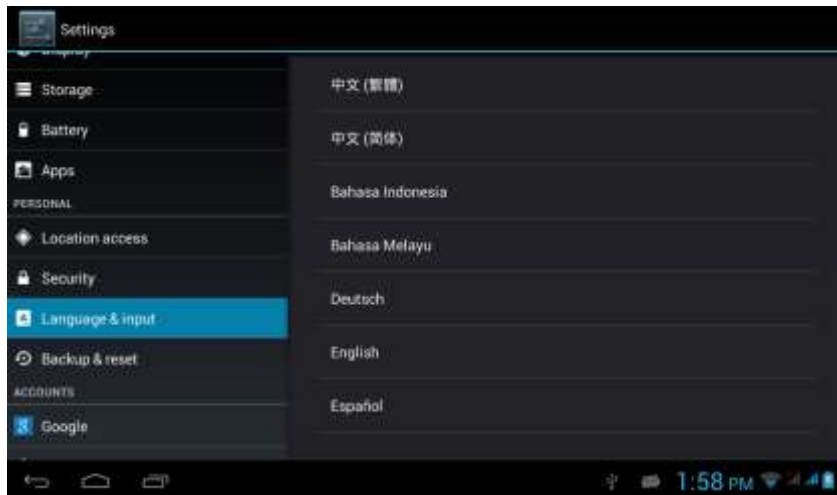 Settings
Display
Storage
Battery
Apps
PERSONAL
Location access
Security
Language & input
Backup & reset
ACCOUNTS
Google
中文 (繁體)
中文 (简体)
Bahasa Indonesia
Bahasa Melayu
Deutsch
English
Español
1:58 PM